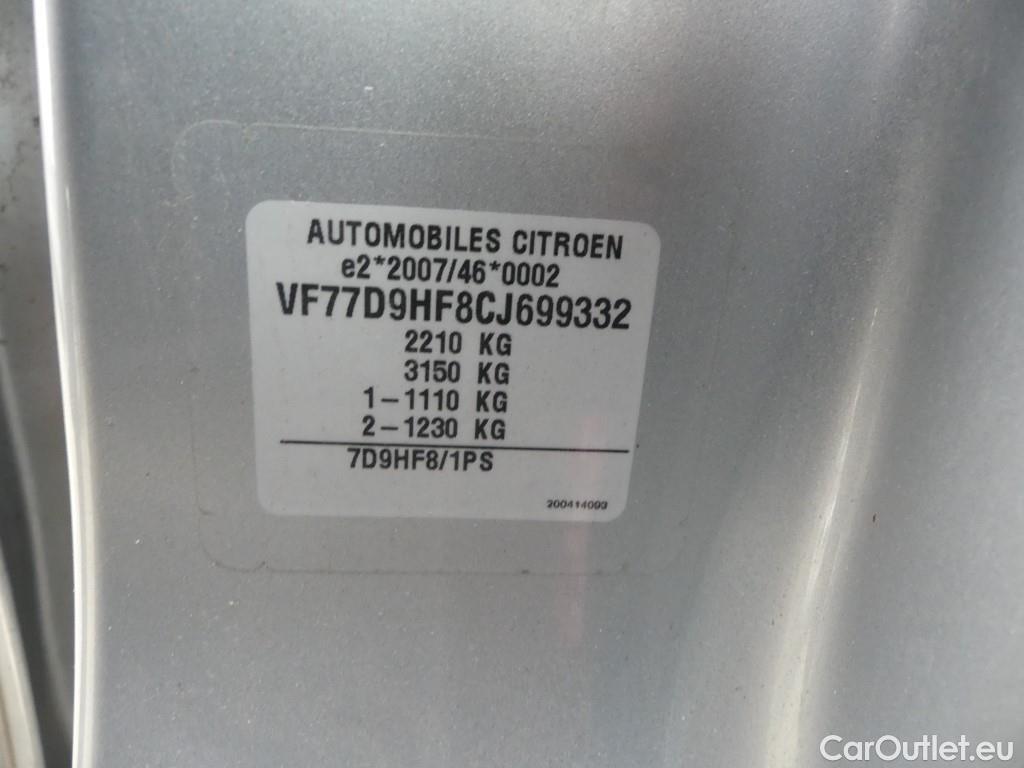 AUTOMOBILES CITROEN
e2*2007/46*0002
VF77D9HF8CJ699332
2210 KG
3150 KG
1-1110 KG
2-1230 KG
7D9HF8/1PS
200414093
CarOutlet.eu